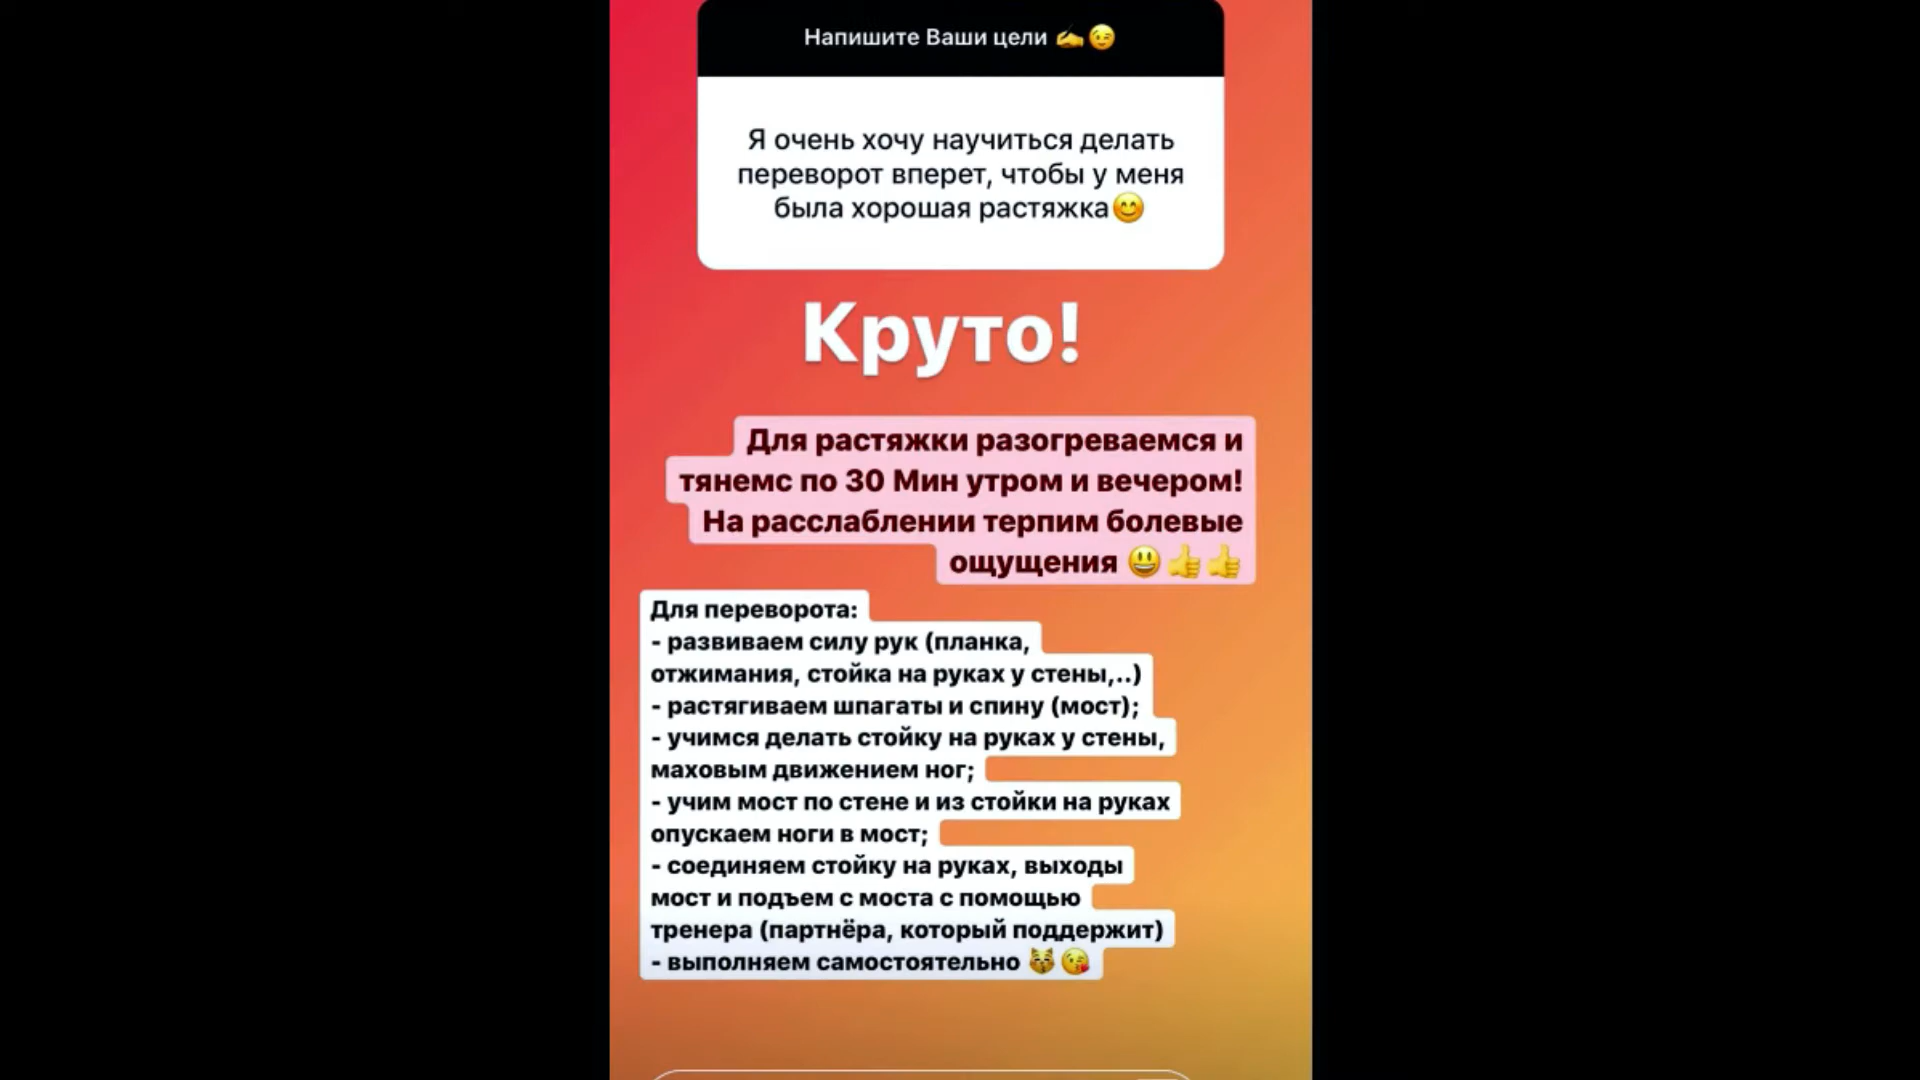 Напишите Ваши цели ✍️😉
Я очень хочу научиться делать
переворот вперет, чтобы у меня
была хорошая растяжка😊
Круто!
Для растяжки разогреваемся и
тянемс по 30 Мин утром и вечером!
На расслаблении терпим болевые
ощущения 😃👍👍
Для переворота:
- развиваем силу рук (планка,
отжимания, стойка на руках у стены,..)
- растягиваем шпагаты и спину (мост);
- учимся делать стойку на руках у стены,
маховым движением ног;
- учим мост по стене и из стойки на руках
опускаем ноги в мост;
- соединяем стойку на руках, выходы
мост и подъем с моста с помощью
тренера (партнёра, который поддержит)
- выполняем самостоятельно 😽😘